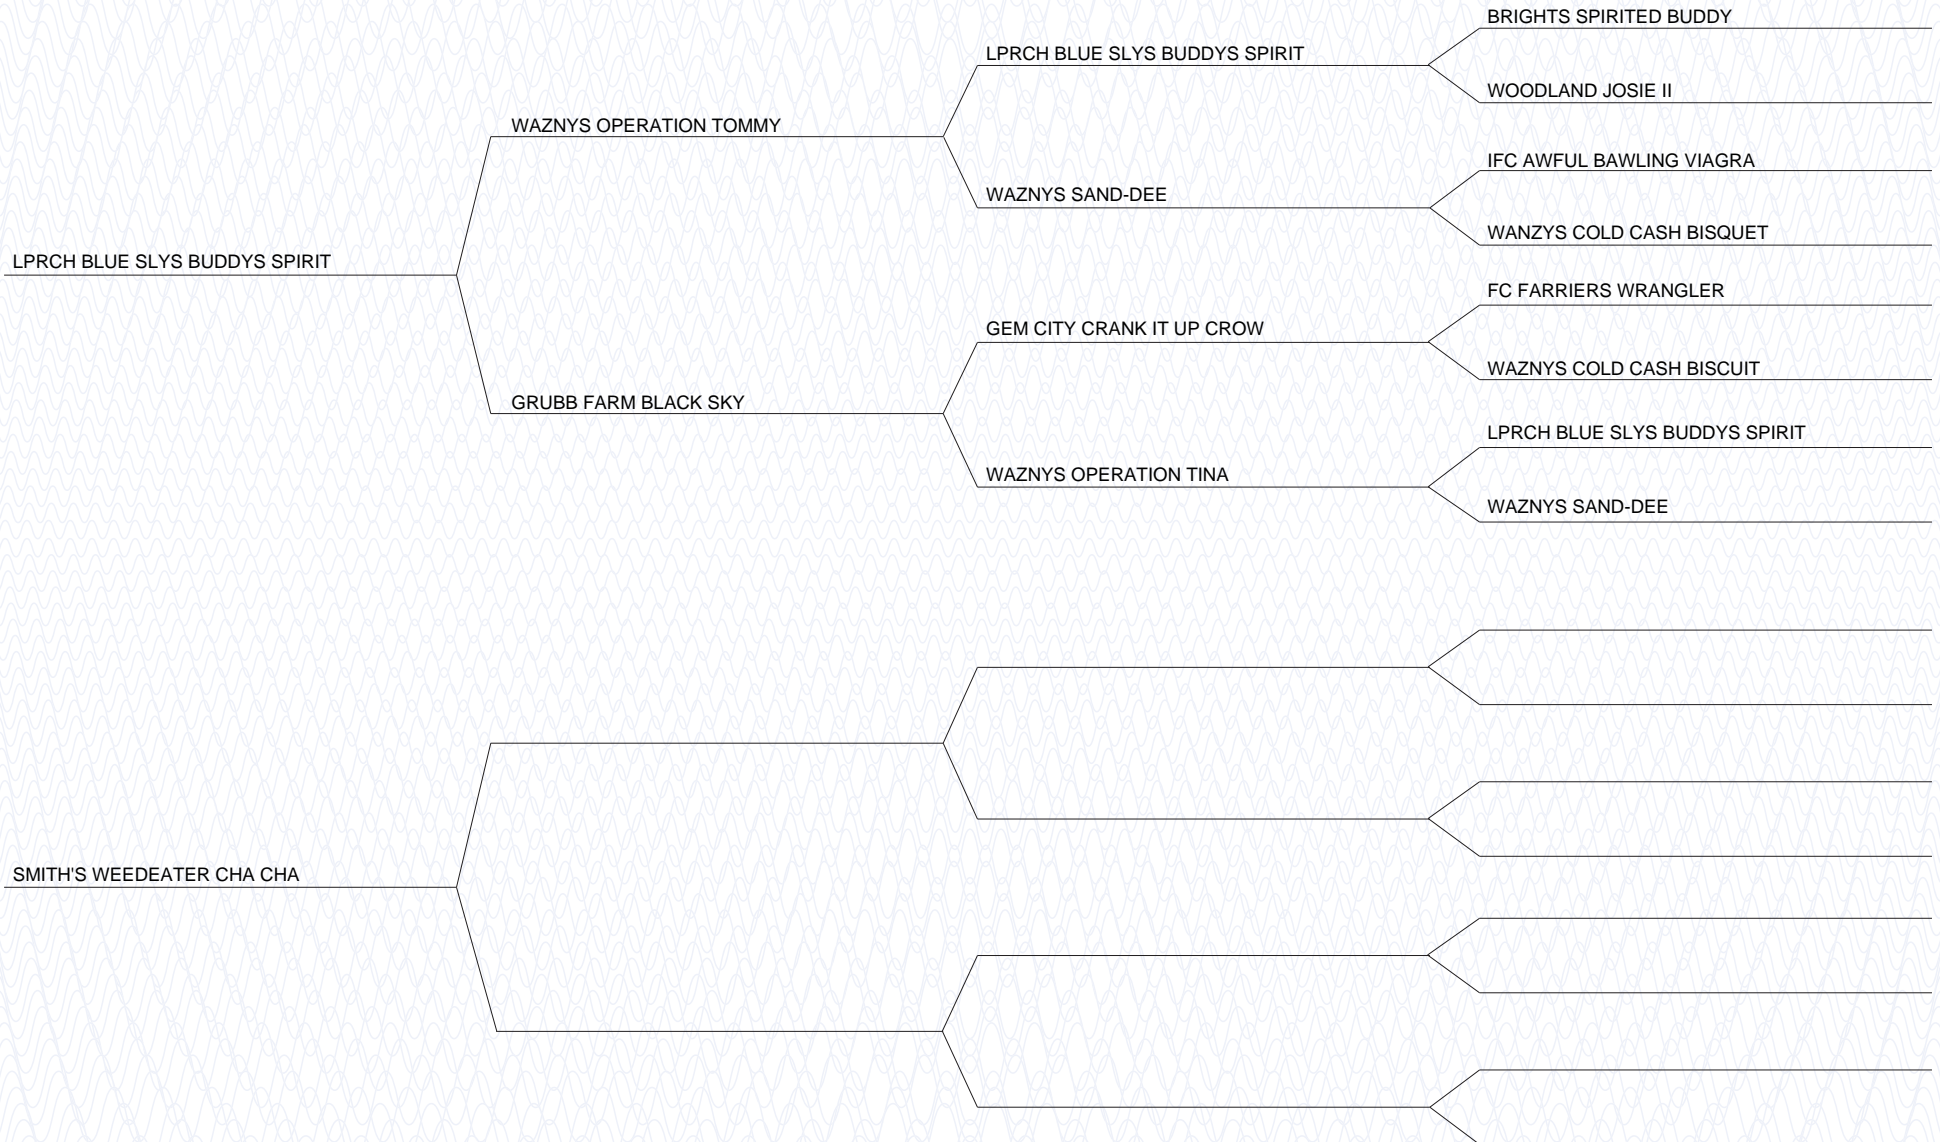 BRIGHTS SPIRITED BUDDY
LPRCH BLUE SLYS BUDDYS SPIRIT
WOODLAND JOSIE II
WAZNYS OPERATION TOMMY
IFC AWFUL BAWLING VIAGRA
WAZNYS SAND-DEE
WANZYS COLD CASH BISQUET
LPRCH BLUE SLYS BUDDYS SPIRIT
FC FARRIERS WRANGLER
GEM CITY CRANK IT UP CROW
WAZNYS COLD CASH BISCUIT
GRUBB FARM BLACK SKY
LPRCH BLUE SLYS BUDDYS SPIRIT
WAZNYS OPERATION TINA
WAZNYS SAND-DEE
SMITH'S WEEDEATER CHA CHA